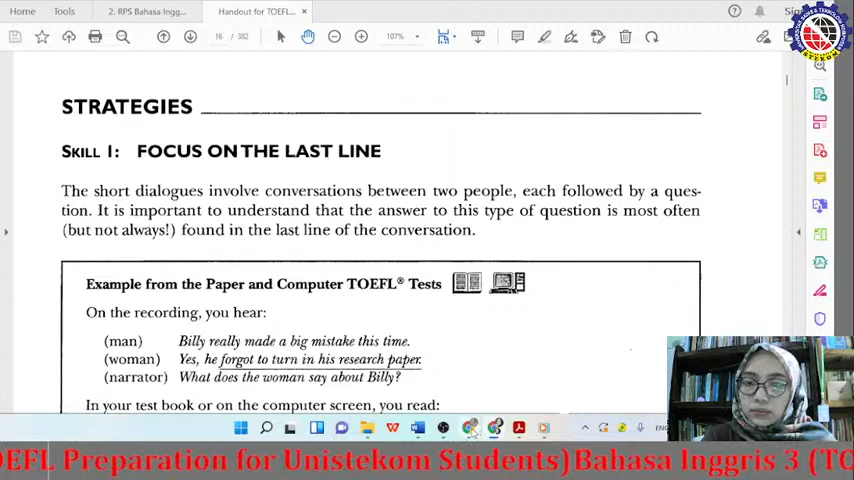 Home Tools 2. RPS Bahasa Ingg... Handout for TOEFL...
16 / 382 107%
STEKOM
STRATEGIES
SKILL 1: FOCUS ON THE LAST LINE
The short dialogues involve conversations between two people, each followed by a ques-
tion. It is important to understand that the answer to this type of question is most often
(but not always!) found in the last line of the conversation.
Example from the Paper and Computer TOEFL® Tests
On the recording, you hear:
(man) Billy really made a big mistake this time.
(woman) Yes, he forgot to turn in his research paper.
(narrator) What does the woman say about Billy?
In your test book or on the computer screen, you read:
OEFL Preparation for Unistekom Students) Bahasa Inggris 3 (TO